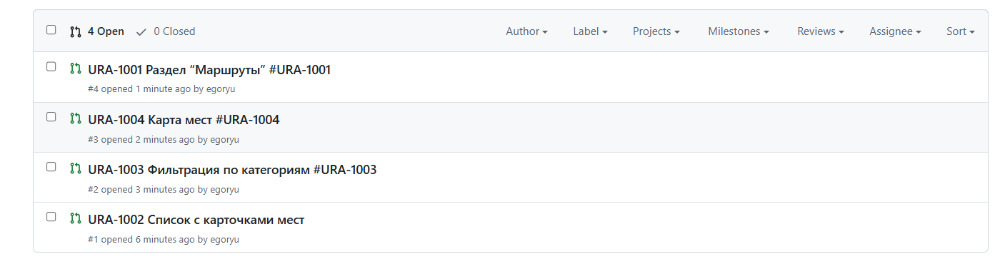 4 Open 0 Closed Author Label Projects Milestones Reviews Assignee Sort
URA-1001 Раздел “Маршруты” #URA-1001
#4 opened 1 minute ago by egoryu
URA-1004 Карта мест #URA-1004
#3 opened 2 minutes ago by egoryu
URA-1003 Фильтрация по категориям #URA-1003
#2 opened 3 minutes ago by egoryu
URA-1002 Список с карточками мест
#1 opened 6 minutes ago by egoryu